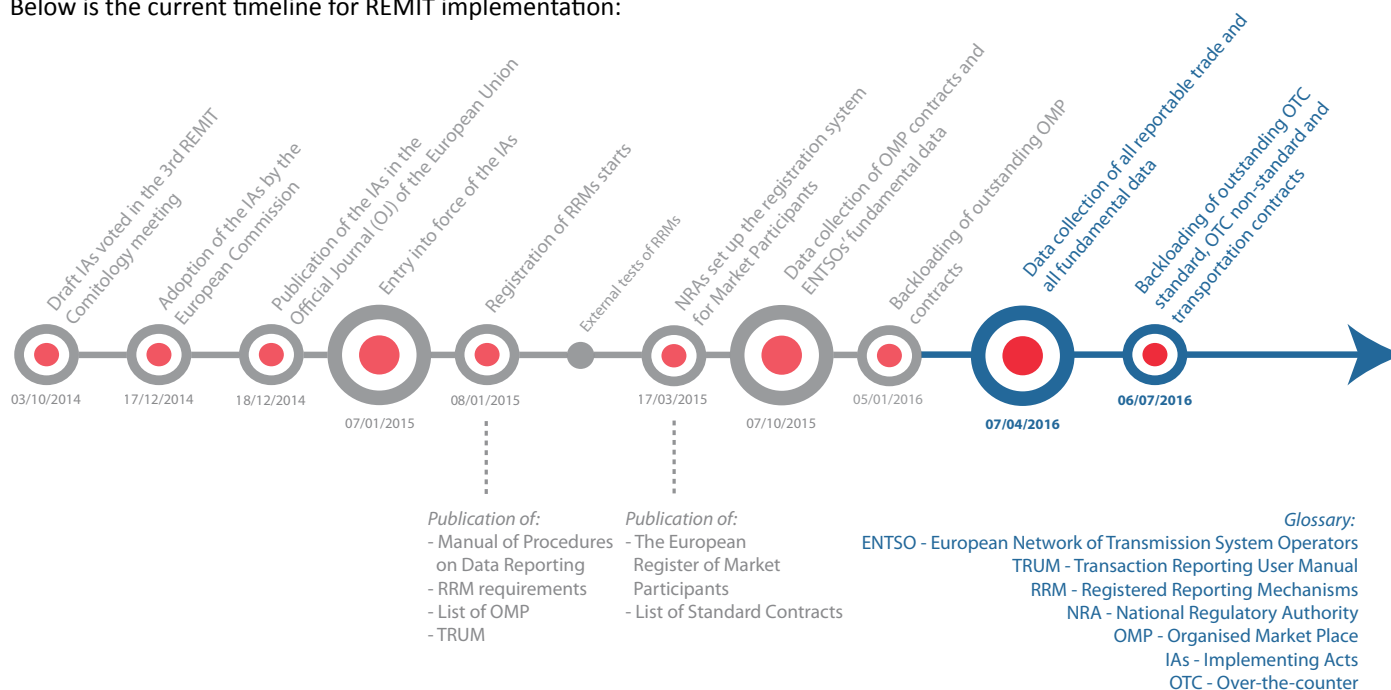 Below is the current timeline for REMIT implementation:
Draft IAs voted in the 3rd REMIT
Comitology meeting
Adoption of the IAs by the
European Commission
Publication of the IAs in the
Official Journal (OJ) of the European Union
Entry into force of the IAs
Registration of RRMs starts
External tests of RRMs
NRAs set up the registration system
for Market Participants
Data collection of OMP contracts and
ENTSOs' fundamental data
Backloading of outstanding OMP
contracts
Data collection of all reportable trade and
all fundamental data
Backloading of outstanding OTC
standard, OTC non-standard and
transportation contracts
03/10/2014
17/12/2014
18/12/2014
07/01/2015
08/01/2015
17/03/2015
07/10/2015
05/01/2016
07/04/2016
06/07/2016
Publication of:
- Manual of Procedures
on Data Reporting
- RRM requirements
- List of OMP
- TRUM
Publication of:
- The European
Register of Market
Participants
- List of Standard Contracts
Glossary:
ENTSO - European Network of Transmission System Operators
TRUM - Transaction Reporting User Manual
RRM - Registered Reporting Mechanisms
NRA - National Regulatory Authority
OMP - Organised Market Place
IAs - Implementing Acts
OTC - Over-the-counter